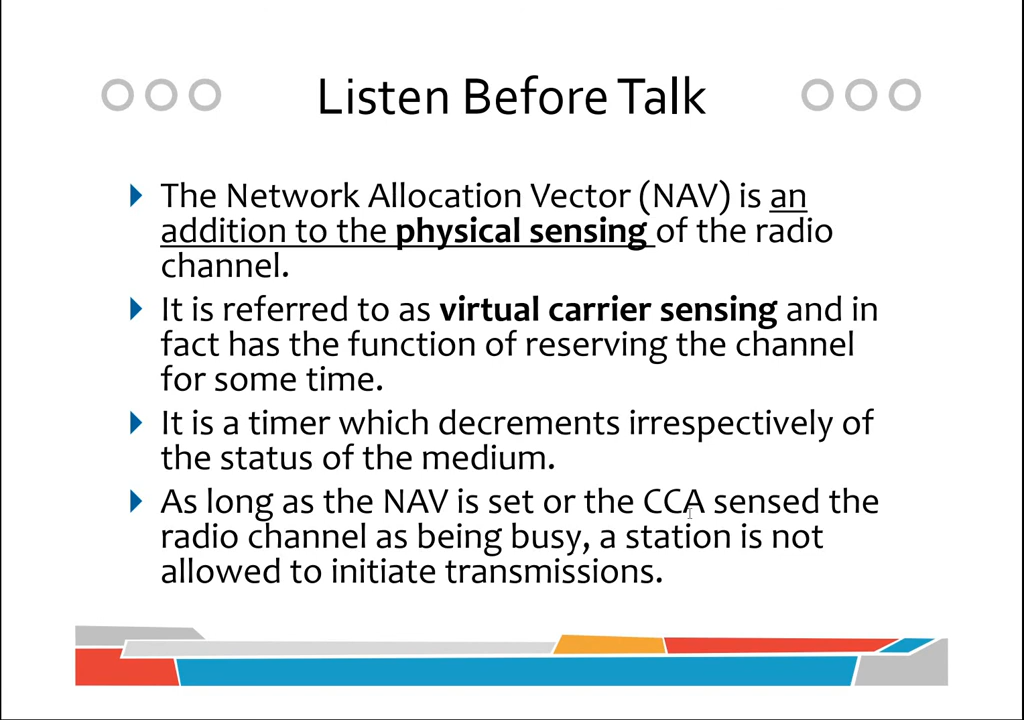 Listen Before Talk
The Network Allocation Vector (NAV) is an
addition to the physical sensing of the radio
channel.
It is referred to as virtual carrier sensing and in
fact has the function of reserving the channel
for some time.
It is a timer which decrements irrespectively of
the status of the medium.
As long as the NAV is set or the CCA sensed the
radio channel as being busy, a station is not
allowed to initiate transmissions.